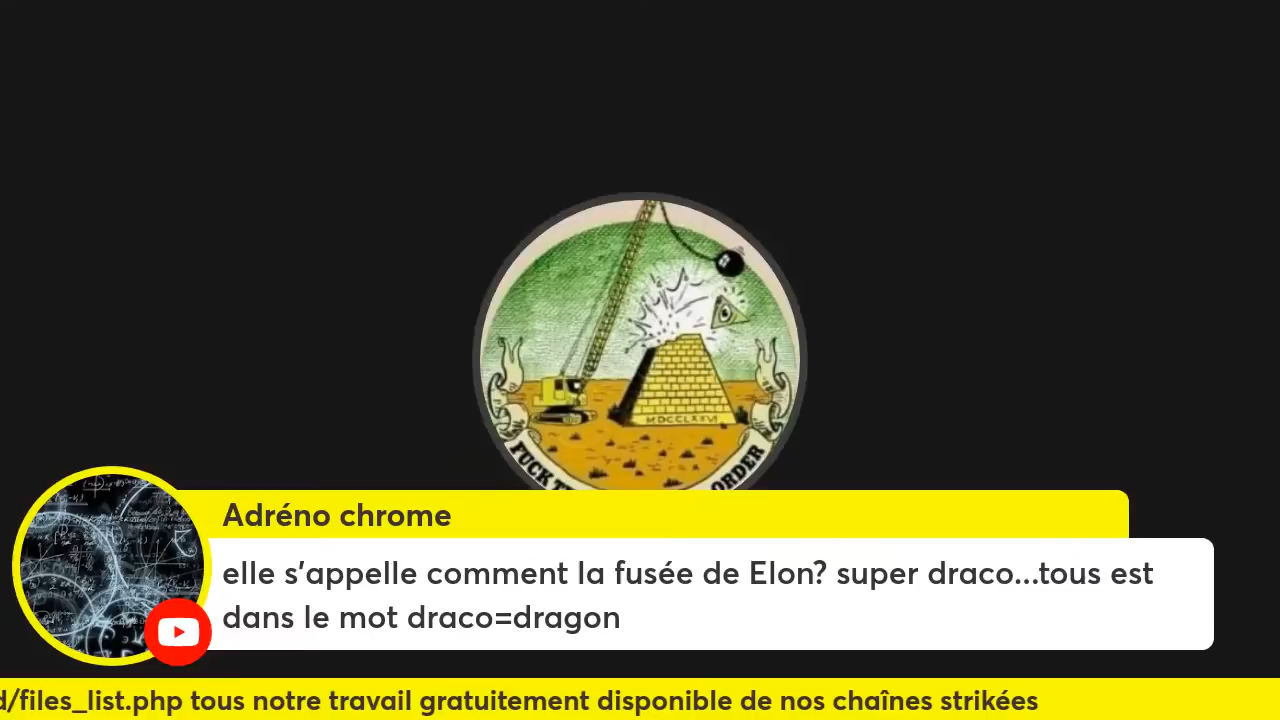 MDCCLXXVI
FUCK ORDER
Adréno chrome
elle s'appelle comment la fusée de Elon? super draco...tous est
dans le mot draco=dragon
d/files_list.php tous notre travail gratuitement disponible de nos chaînes strikées